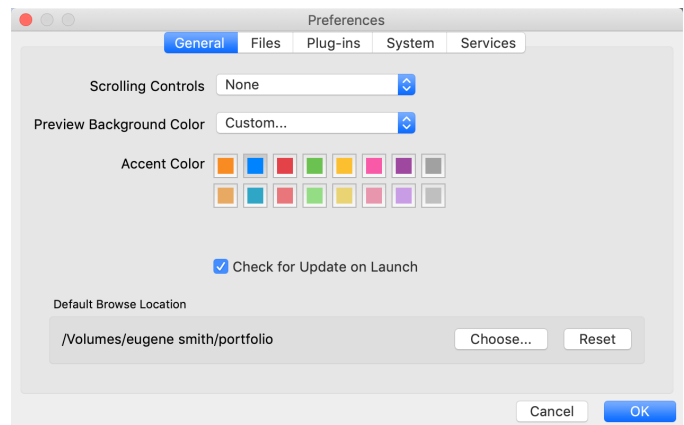 Preferences
General Files Plug-ins System Services
Scrolling Controls None
Preview Background Color Custom...
Accent Color
Check for Update on Launch
Default Browse Location
/Volumes/eugene smith/portfolio Choose... Reset
Cancel OK